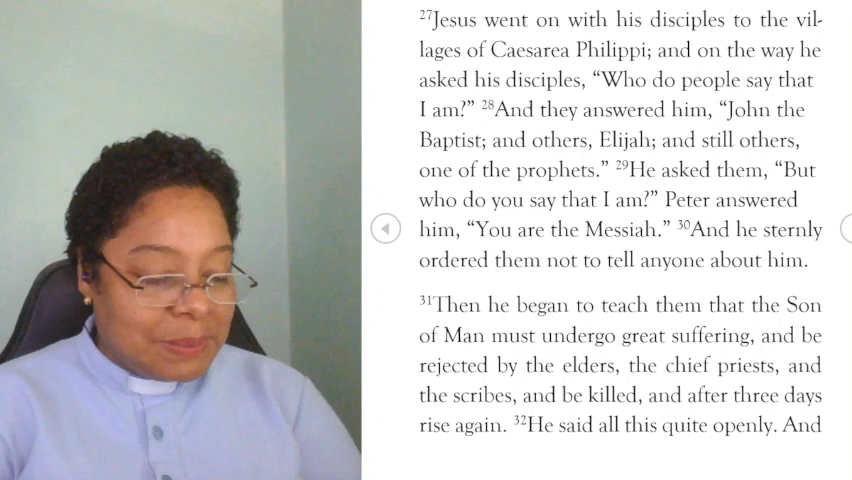 ²⁷Jesus went on with his disciples to the vil-
lages of Caesarea Philippi; and on the way he
asked his disciples, “Who do people say that
I am?” ²⁸And they answered him, “John the
Baptist; and others, Elijah; and still others,
one of the prophets.” ²⁹He asked them, “But
who do you say that I am?” Peter answered
him, “You are the Messiah.” ³⁰And he sternly
ordered them not to tell anyone about him.
³¹Then he began to teach them that the Son
of Man must undergo great suffering, and be
rejected by the elders, the chief priests, and
the scribes, and be killed, and after three days
rise again. ³²He said all this quite openly. And